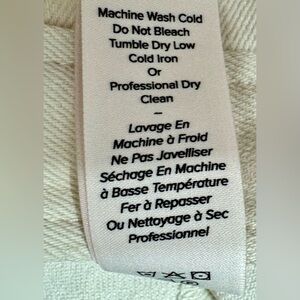 Machine Wash Cold
Do Not Bleach
Tumble Dry Low
Cold Iron
Or
Professional Dry
Clean
–
Lavage En
Machine à Froid
Ne Pas Javelliser
Séchage En Machine
à Basse Température
Fer à Repasser
Ou Nettoyage à Sec
Professionnel